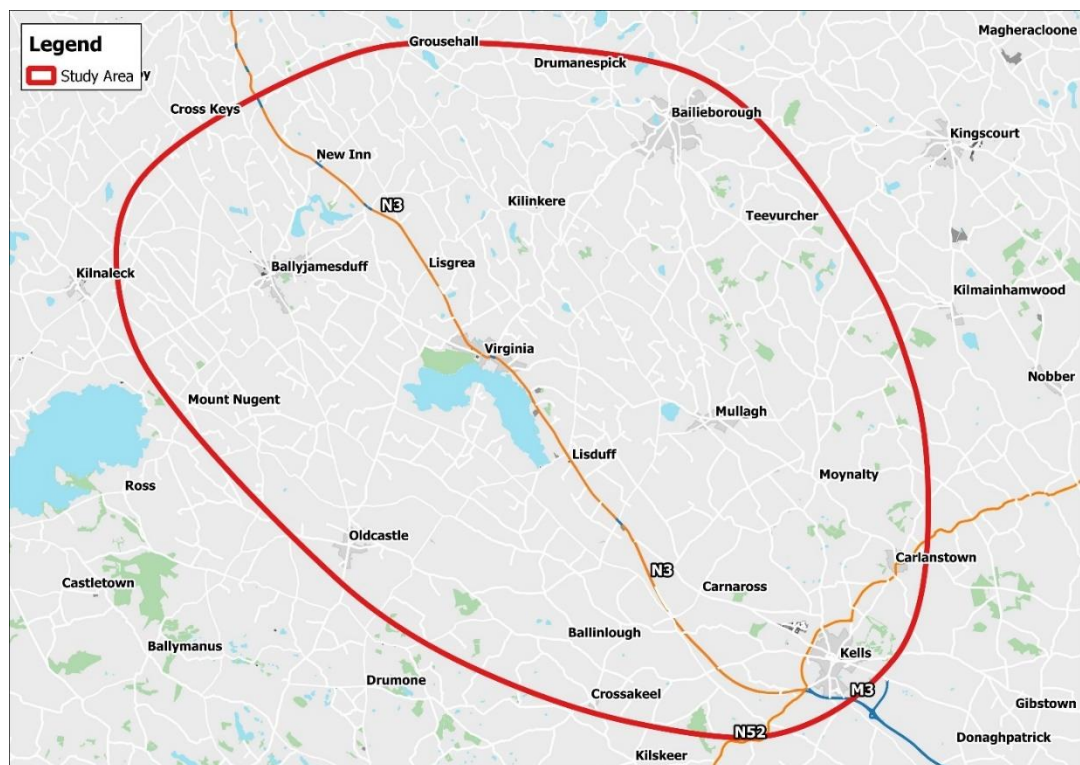 Legend
Study Area
Grousehall
Drumanespick
Magheracloone
Cross Keys
Bailieborough
Kingscourt
New Inn
N3
Kilinkere
Teevurcher
Lisgrea
Ballyjamesduff
Kilnaleck
Kilmainhamwood
Virginia
Nobber
Mount Nugent
Mullagh
Lisduff
Moynalty
Ross
Oldcastle
Carlanstown
N3
Castletown
Carnaross
Ballinlough
Ballymanus
Kells
Drumone
Crossakeel
M3
Gibstown
N52
Donaghpatrick
Kilskeer